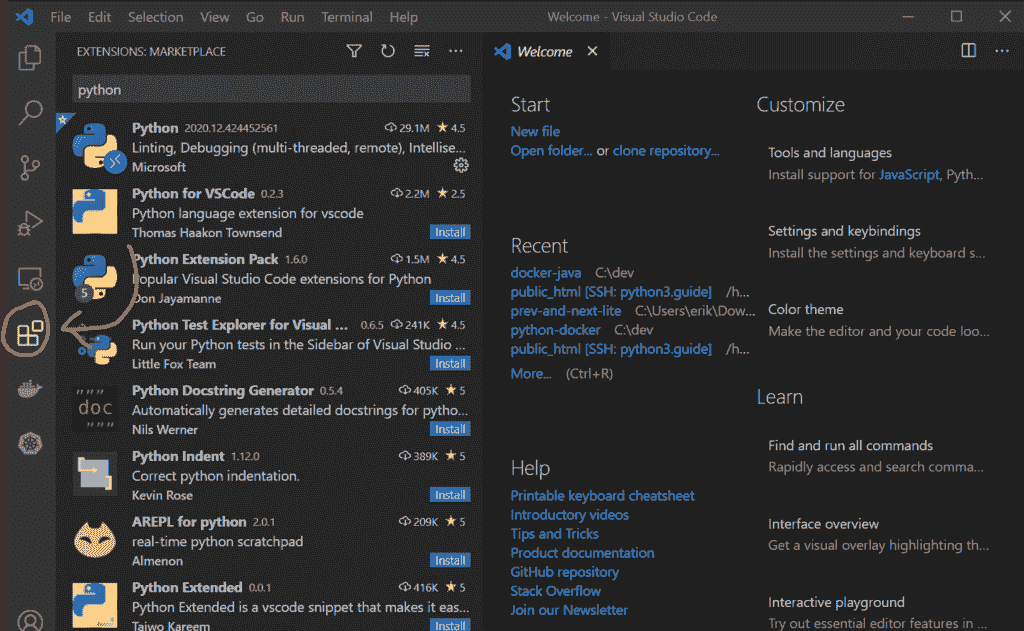 File Edit Selection View Go Run Terminal Help Welcome - Visual Studio Code
EXTENSIONS: MARKETPLACE
python
Python 2020.12.424452561 29.1M 4.5
Linting, Debugging (multi-threaded, remote), Intellise...
Microsoft
Python for VSCode 0.2.3 2.2M 2.5
Python language extension for vscode
Thomas Haakon Townsend Install
Python Extension Pack 1.6.0 1.5M 4.5
Popular Visual Studio Code extensions for Python
5
Don Jayamanne Install
Python Test Explorer for Visual ... 0.6.5 241K 4.5
Run your Python tests in the Sidebar of Visual Studio ...
Little Fox Team Install
Python Docstring Generator 0.5.4 405K 5
"""
doc
"""
Automatically generates detailed docstrings for pytho...
Nils Werner Install
Python Indent 1.12.0 389K 5
Correct python indentation.
Kevin Rose Install
AREPL for python 2.0.1 209K 5
real-time python scratchpad
Almenon Install
Python Extended 0.0.1 416K 5
Python Extended is a vscode snippet that makes it eas...
Taiwo Kareem Install
Welcome
Start
New file
Open folder... or clone repository...
Recent
docker-java C:\dev
public_html [SSH: python3.guide] /h...
prev-and-next-lite C:\Users\erik\Dow...
python-docker C:\dev
public_html [SSH: python3.guide] /h...
More... (Ctrl+R)
Help
Printable keyboard cheatsheet
Introductory videos
Tips and Tricks
Product documentation
GitHub repository
Stack Overflow
Join our Newsletter
Customize
Tools and languages
Install support for JavaScript, Pyth...
Settings and keybindings
Install the settings and keyboard s...
Color theme
Make the editor and your code loo...
Learn
Find and run all commands
Rapidly access and search comma...
Interface overview
Get a visual overlay highlighting th...
Interactive playground
Try out essential editor features in ...